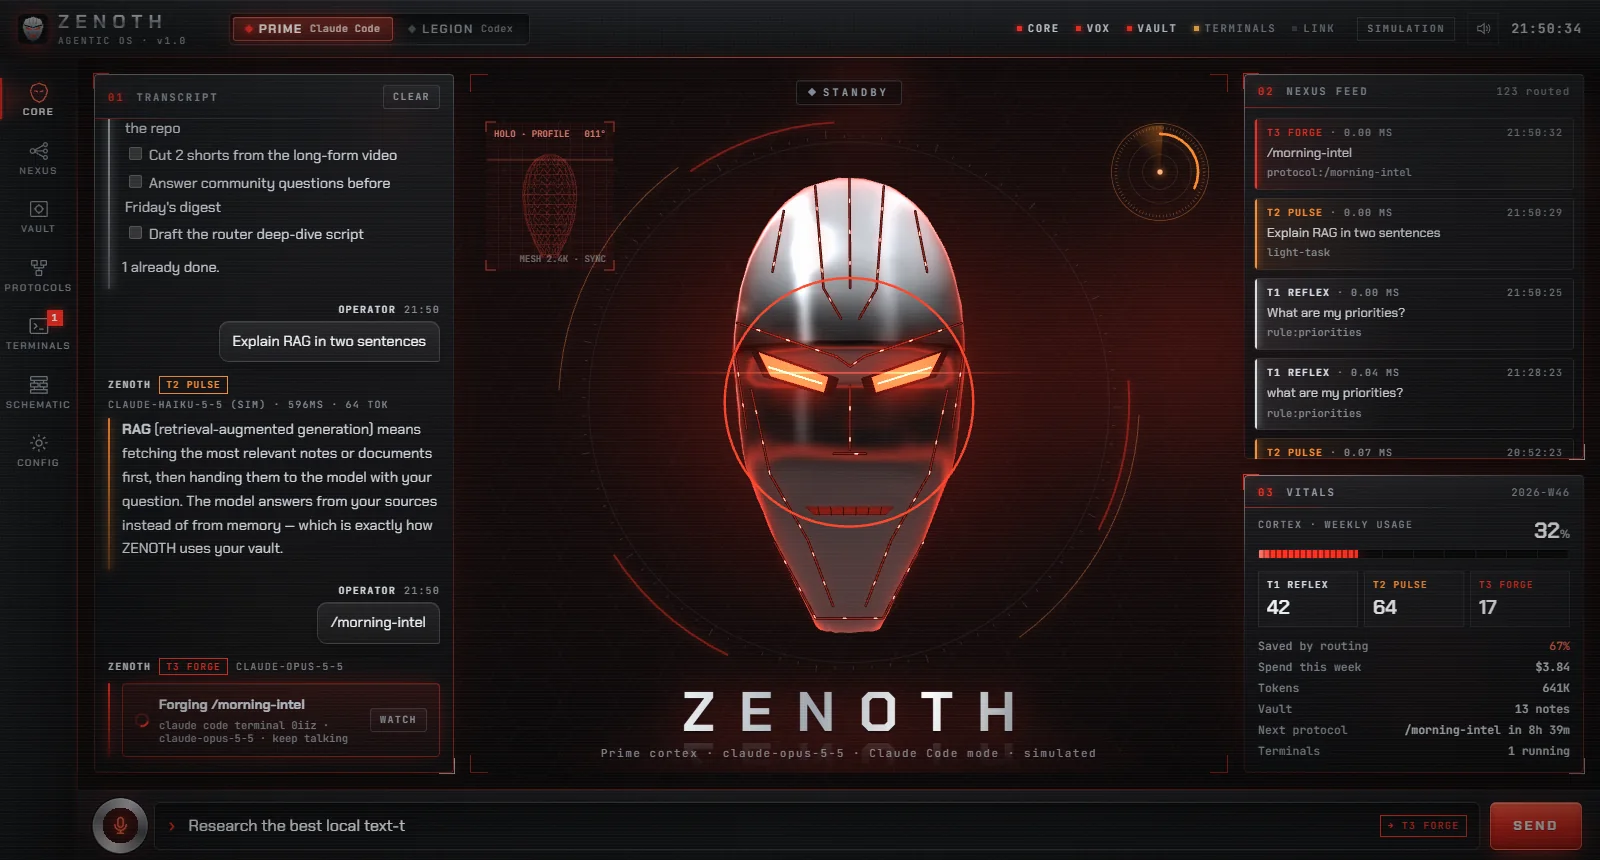 ZENOTH
AGENTIC OS · v1.0
PRIME Claude Code
LEGION Codex
CORE
VOX
VAULT
TERMINALS
LINK
SIMULATION
21:50:34
CORE
NEXUS
VAULT
PROTOCOLS
1
TERMINALS
SCHEMATIC
CONFIG
01 TRANSCRIPT
CLEAR
the repo
Cut 2 shorts from the long-form video
Answer community questions before
Friday's digest
Draft the router deep-dive script
1 already done.
OPERATOR 21:50
Explain RAG in two sentences
ZENOTH T2 PULSE
CLAUDE-HAIKU-5-5 (SIM) · 596MS · 64 TOK
RAG (retrieval-augmented generation) means
fetching the most relevant notes or documents
first, then handing them to the model with your
question. The model answers from your sources
instead of from memory — which is exactly how
ZENOTH uses your vault.
OPERATOR 21:50
/morning-intel
ZENOTH T3 FORGE CLAUDE-OPUS-5-5
Forging /morning-intel
claude code terminal 0iiz ·
claude-opus-5-5 · keep talking
WATCH
STANDBY
HOLO - PROFILE 011°
MESH 2.4K · SYNC
ZENOTH
Prime cortex · claude-opus-5-5 · Claude Code mode · simulated
02 NEXUS FEED
123 routed
T3 FORGE · 0.00 MS 21:50:32
/morning-intel
protocol:/morning-intel
T2 PULSE · 0.00 MS 21:50:29
Explain RAG in two sentences
light-task
T1 REFLEX · 0.00 MS 21:50:25
What are my priorities?
rule:priorities
T1 REFLEX · 0.04 MS 21:28:23
what are my priorities?
rule:priorities
T2 PULSE · 0.07 MS 20:52:23
03 VITALS
2026-W46
CORTEX · WEEKLY USAGE
32%
T1 REFLEX
42
T2 PULSE
64
T3 FORGE
17
Saved by routing 67%
Spend this week $3.84
Tokens 641K
Vault 13 notes
Next protocol /morning-intel in 8h 39m
Terminals 1 running
› Research the best local text-t
→ T3 FORGE
SEND